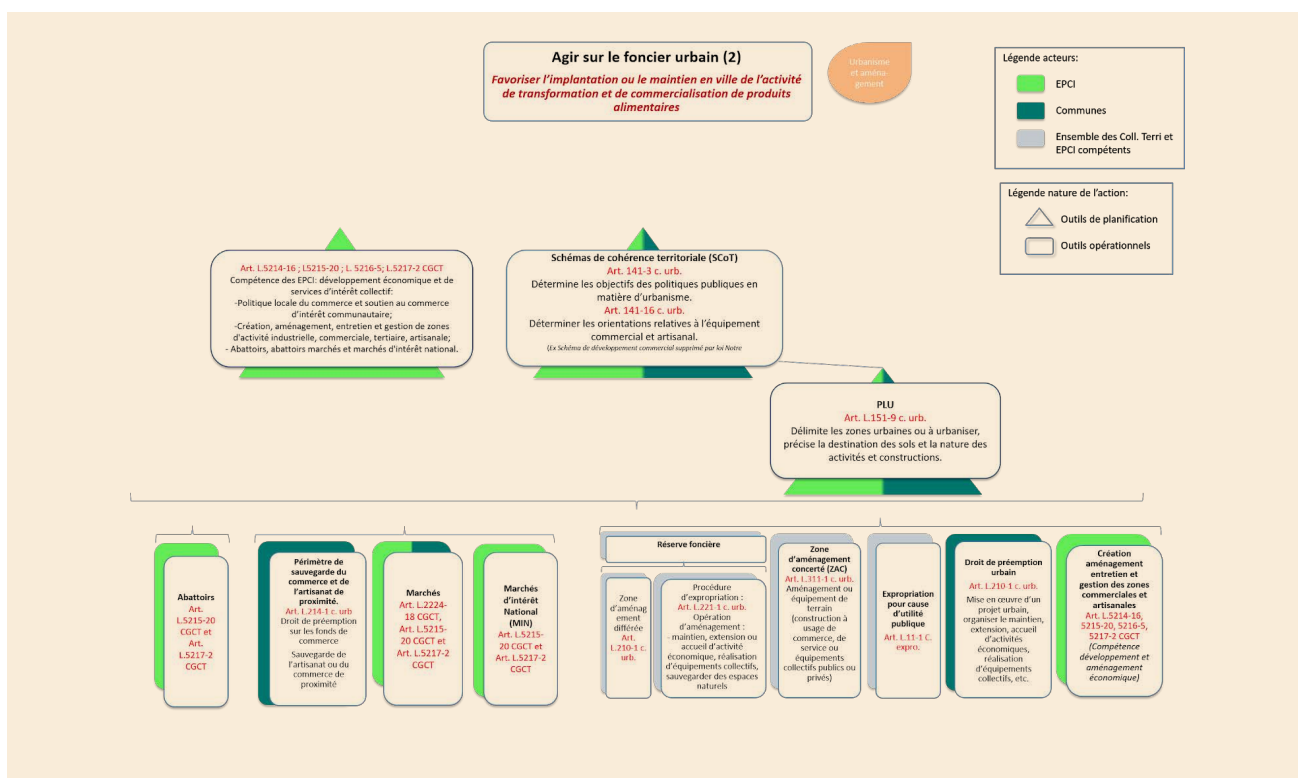 Agir sur le foncier urbain (2)
Favoriser l'implantation ou le maintien en ville de l'activité
de transformation et de commercialisation de produits
alimentaires
Urbanisme
et aména-
gement
Légende acteurs:
EPCI
Communes
Ensemble des Coll. Terri et
EPCI compétents
Légende nature de l'action:
Outils de planification
Outils opérationnels
Art. L.5214-16 ; L5215-20 ; L. 5216-5; L.5217-2 CGCT
Compétence des EPCI: développement économique et de
services d'intérêt collectif:
-Politique locale du commerce et soutien au commerce
d'intérêt communautaire;
-Création, aménagement, entretien et gestion de zones
d'activité industrielle, commerciale, tertiaire, artisanale;
- Abattoirs, abattoirs marchés et marchés d'intérêt national.
Schémas de cohérence territoriale (SCoT)
Art. 141-3 c. urb.
Détermine les objectifs des politiques publiques en
matière d'urbanisme.
Art. 141-16 c. urb.
Déterminer les orientations relatives à l'équipement
commercial et artisanal.
(Ex Schéma de développement commercial supprimé par loi Notre
PLU
Art. L.151-9 c. urb.
Délimite les zones urbaines ou à urbaniser,
précise la destination des sols et la nature des
activités et constructions.
Abattoirs
Art.
L.5215-20
CGCT et
Art.
L.5217-2
CGCT
Périmètre de
sauvegarde du
commerce et de
l'artisanat de
proximité.
Art. L.214-1 c. urb
Droit de préemption
sur les fonds de
commerce
Sauvegarde de
l'artisanat ou du
commerce de
proximité
Marchés
Art. L.2224-
18 CGCT,
Art. L.5215-
20 CGCT et
Art. L.5217-2
CGCT
Marchés
d'intérêt
National
(MIN)
Art. L.5215-
20 CGCT et
Art. L.5217-2
CGCT
Réserve foncière
Zone
d'aménag
ement
différée
Art.
L.210-1 c.
urb.
Procédure
d'expropriation :
Art. L.221-1 c. urb.
Opération
d'aménagement :
- maintien, extension ou
accueil d'activité
économique, réalisation
d'équipements collectifs,
sauvegarder des espaces
naturels
Zone
d'aménagement
concerté (ZAC)
Art. L.311-1 c. urb.
Aménagement ou
équipement de
terrain
(construction à
usage de
commerce, de
service ou
équipements
collectifs publics ou
privés)
Expropriation
pour cause
d'utilité
publique
Art. L.11-1 C.
expro.
Droit de préemption
urbain
Art. L.210-1 c. urb.
Mise en œuvre d'un
projet urbain,
organiser le maintien,
extension, accueil
d'activités
économiques,
réalisation
d'équipements
collectifs, etc.
Création
aménagement
entretien et
gestion des zones
commerciales et
artisanales
Art. L.5214-16,
5215-20, 5216-5,
5217-2 CGCT
(Compétence
développement et
aménagement
économique)